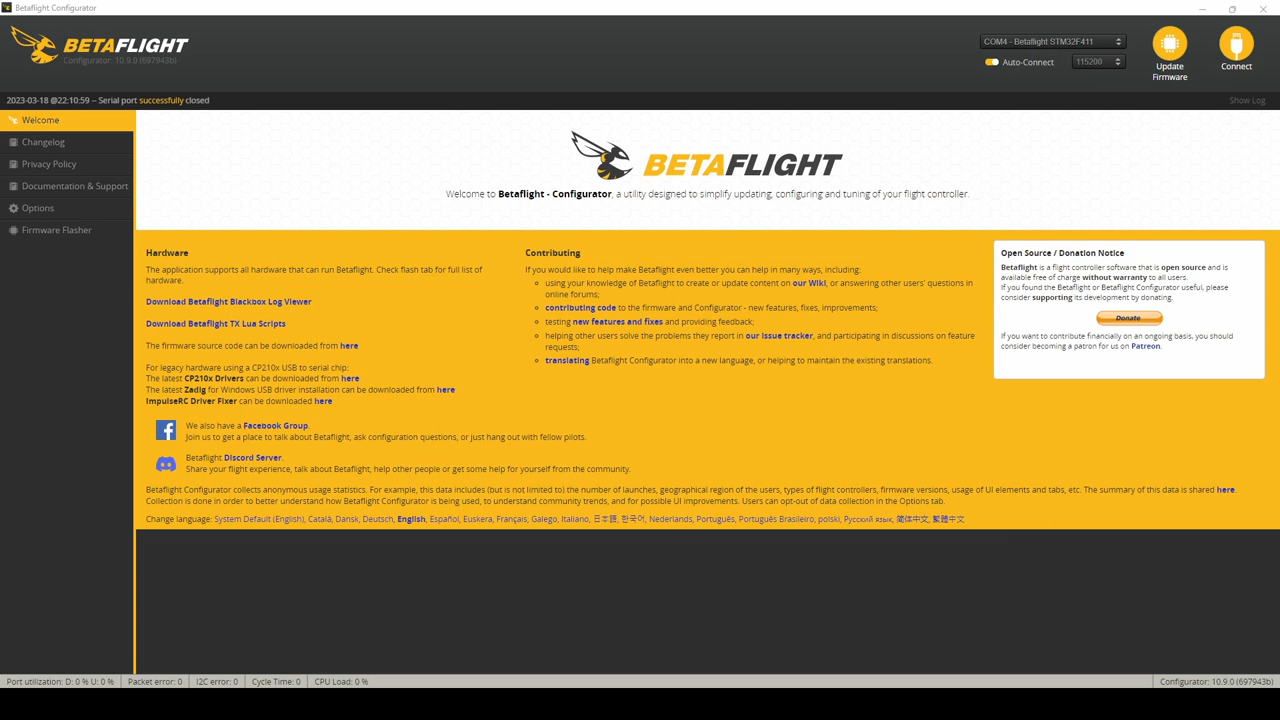 Betaflight Configurator
BETAFLIGHT
Configurator: 10.9.0 (697943b)
COM4 - Betaflight STM32F411
Auto-Connect
115200
Update
Firmware
Connect
2023-03-18 @22:10:59 -- Serial port successfully closed
Show Log
Welcome
Changelog
Privacy Policy
Documentation & Support
Options
Firmware Flasher
BETAFLIGHT
Welcome to Betaflight - Configurator, a utility designed to simplify updating, configuring and tuning of your flight controller.
Hardware
The application supports all hardware that can run Betaflight. Check flash tab for full list of
hardware.
Download Betaflight Blackbox Log Viewer
Download Betaflight TX Lua Scripts
The firmware source code can be downloaded from here
For legacy hardware using a CP210x USB to serial chip:
The latest CP210x Drivers can be downloaded from here
The latest Zadig for Windows USB driver installation can be downloaded from here
ImpulseRC Driver Fixer can be downloaded here
Contributing
If you would like to help make Betaflight even better you can help in many ways, including:
using your knowledge of Betaflight to create or update content on our Wiki, or answering other users' questions in
online forums;
contributing code to the firmware and Configurator - new features, fixes, improvements;
testing new features and fixes and providing feedback;
helping other users solve the problems they report in our issue tracker, and participating in discussions on feature
requests;
translating Betaflight Configurator into a new language, or helping to maintain the existing translations.
Open Source / Donation Notice
Betaflight is a flight controller software that is open source and is
available free of charge without warranty to all users.
If you found the Betaflight or Betaflight Configurator useful, please
consider supporting its development by donating.
Donate
If you want to contribute financially on an ongoing basis, you should
consider becoming a patron for us on Patreon.
We also have a Facebook Group.
Join us to get a place to talk about Betaflight, ask configuration questions, or just hang out with fellow pilots.
Betaflight Discord Server.
Share your flight experience, talk about Betaflight, help other people or get some help for yourself from the community.
Betaflight Configurator collects anonymous usage statistics. For example, this data includes (but is not limited to) the number of launches, geographical region of the users, types of flight controllers, firmware versions, usage of UI elements and tabs, etc. The summary of this data is shared here.
Collection is done in order to better understand how Betaflight Configurator is being used, to understand community trends, and for possible UI improvements. Users can opt-out of data collection in the Options tab.
Change language: System Default (English), Català, Dansk, Deutsch, English, Español, Euskera, Français, Galego, Italiano, 日本語, 한국어, Nederlands, Português, Português Brasileiro, polski, Русский язык, 简体中文, 繁體中文
Port utilization: D: 0 % U: 0 %
Packet error: 0
I2C error: 0
Cycle Time: 0
CPU Load: 0 %
Configurator: 10.9.0 (697943b)